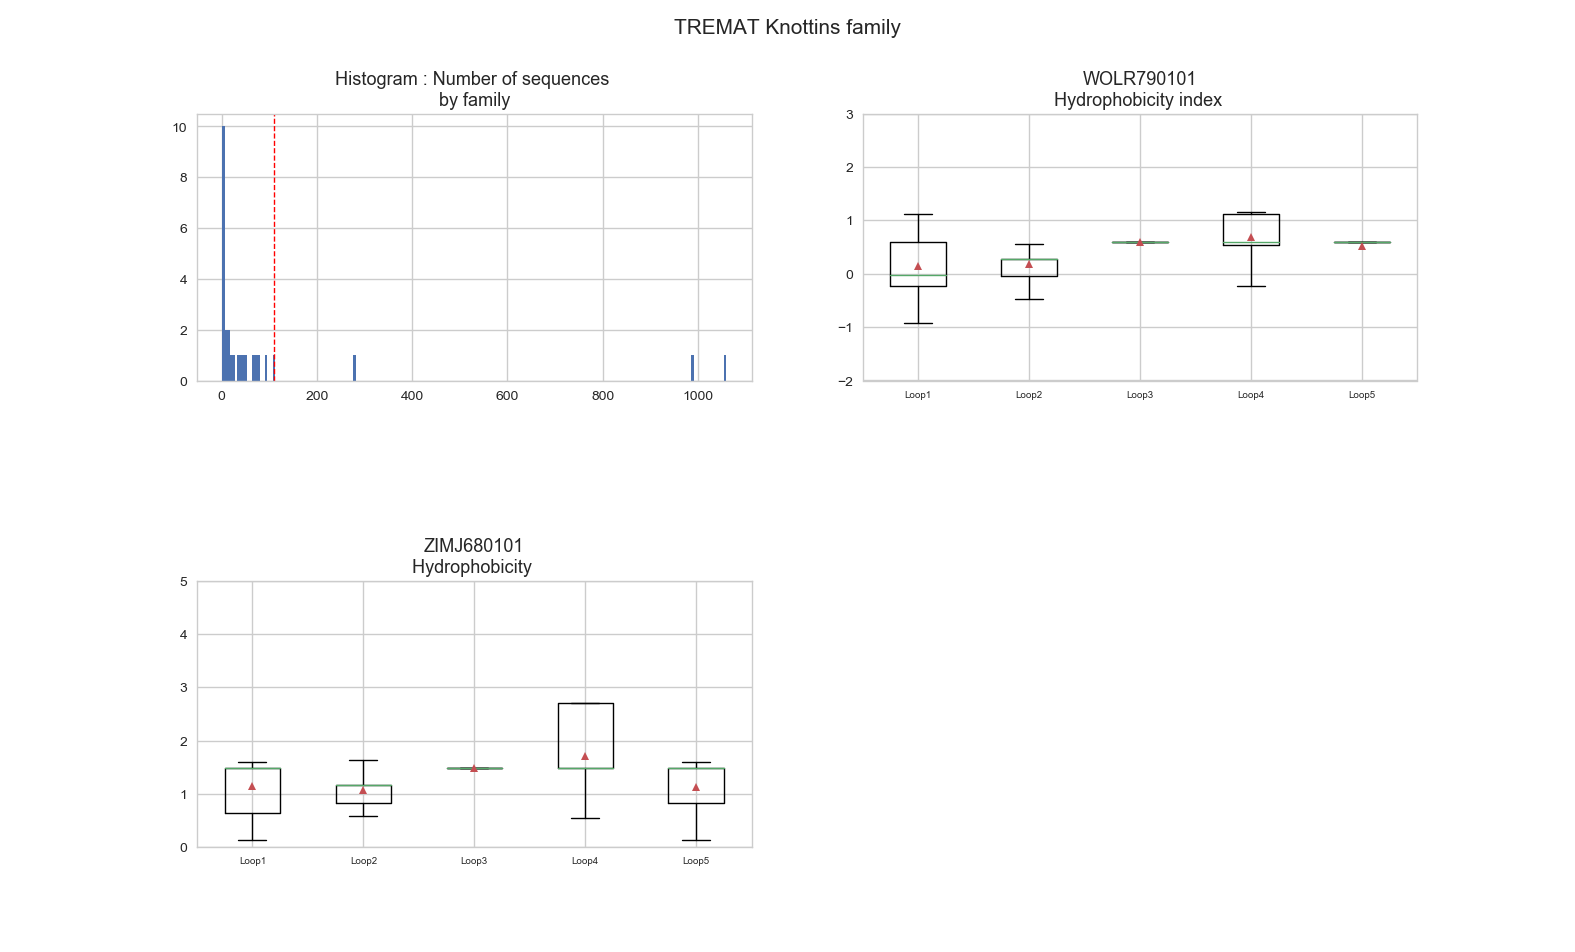 TREMAT Knottins family
Histogram : Number of sequences
by family
10
8
6
4
2
0
0 200 400 600 800 1000
WOLR790101
Hydrophobicity index
3
2
1
0
−1
−2
Loop1 Loop2 Loop3 Loop4 Loop5
ZIMJ680101
Hydrophobicity
5
4
3
2
1
0
Loop1 Loop2 Loop3 Loop4 Loop5